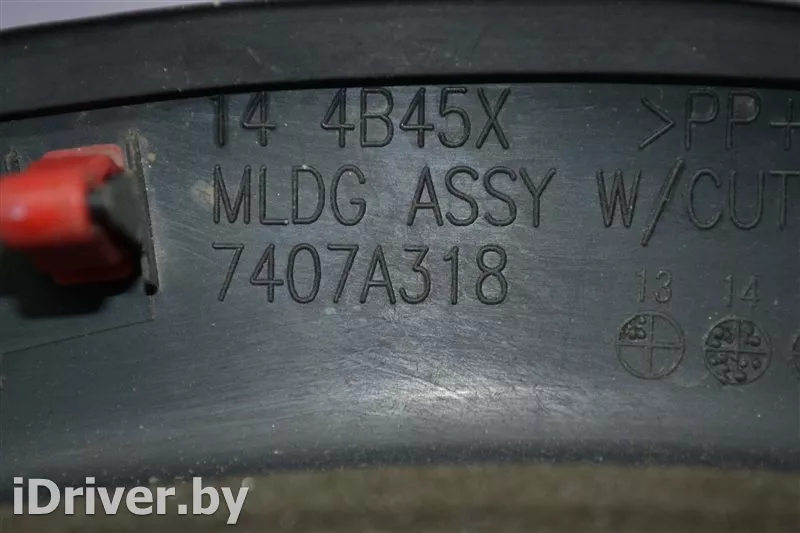 14 4B45X >PP+
MLDG ASSY W/CUT
7407A318
13 14
iDriver.by